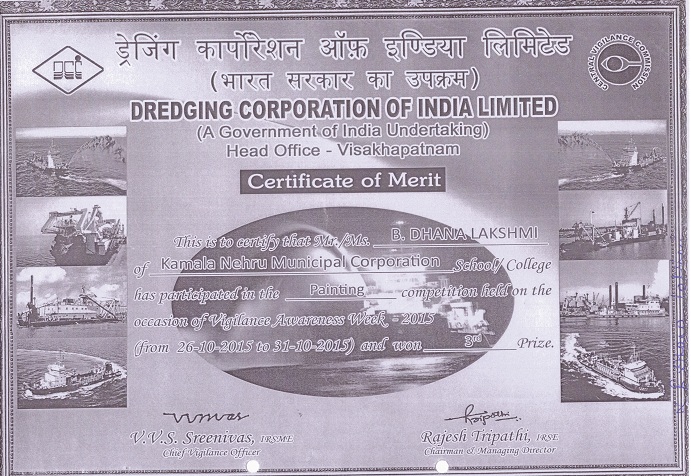 ड्रेजिंग कार्पोरेशन ऑफ़ इण्डिया लिमिटेड
(भारत सरकार का उपक्रम)
DCI
CENTRAL VIGILANCE COMMISSION
DREDGING CORPORATION OF INDIA LIMITED
(A Government of India Undertaking)
Head Office - Visakhapatnam
Certificate of Merit
This is to certify that Mr./Ms. B. DHANA LAKSHMI
of Kamala Nehru Municipal Corporation School/College
has participated in the Painting competition held on the
occasion of Vigilance Awareness Week - 2015
(from 26-10-2015 to 31-10-2015) and won 3rd Prize.
V.V.S. Sreenivas, IRSME
Chief Vigilance Officer
Rajesh Tripathi, IRSE
Chairman & Managing Director